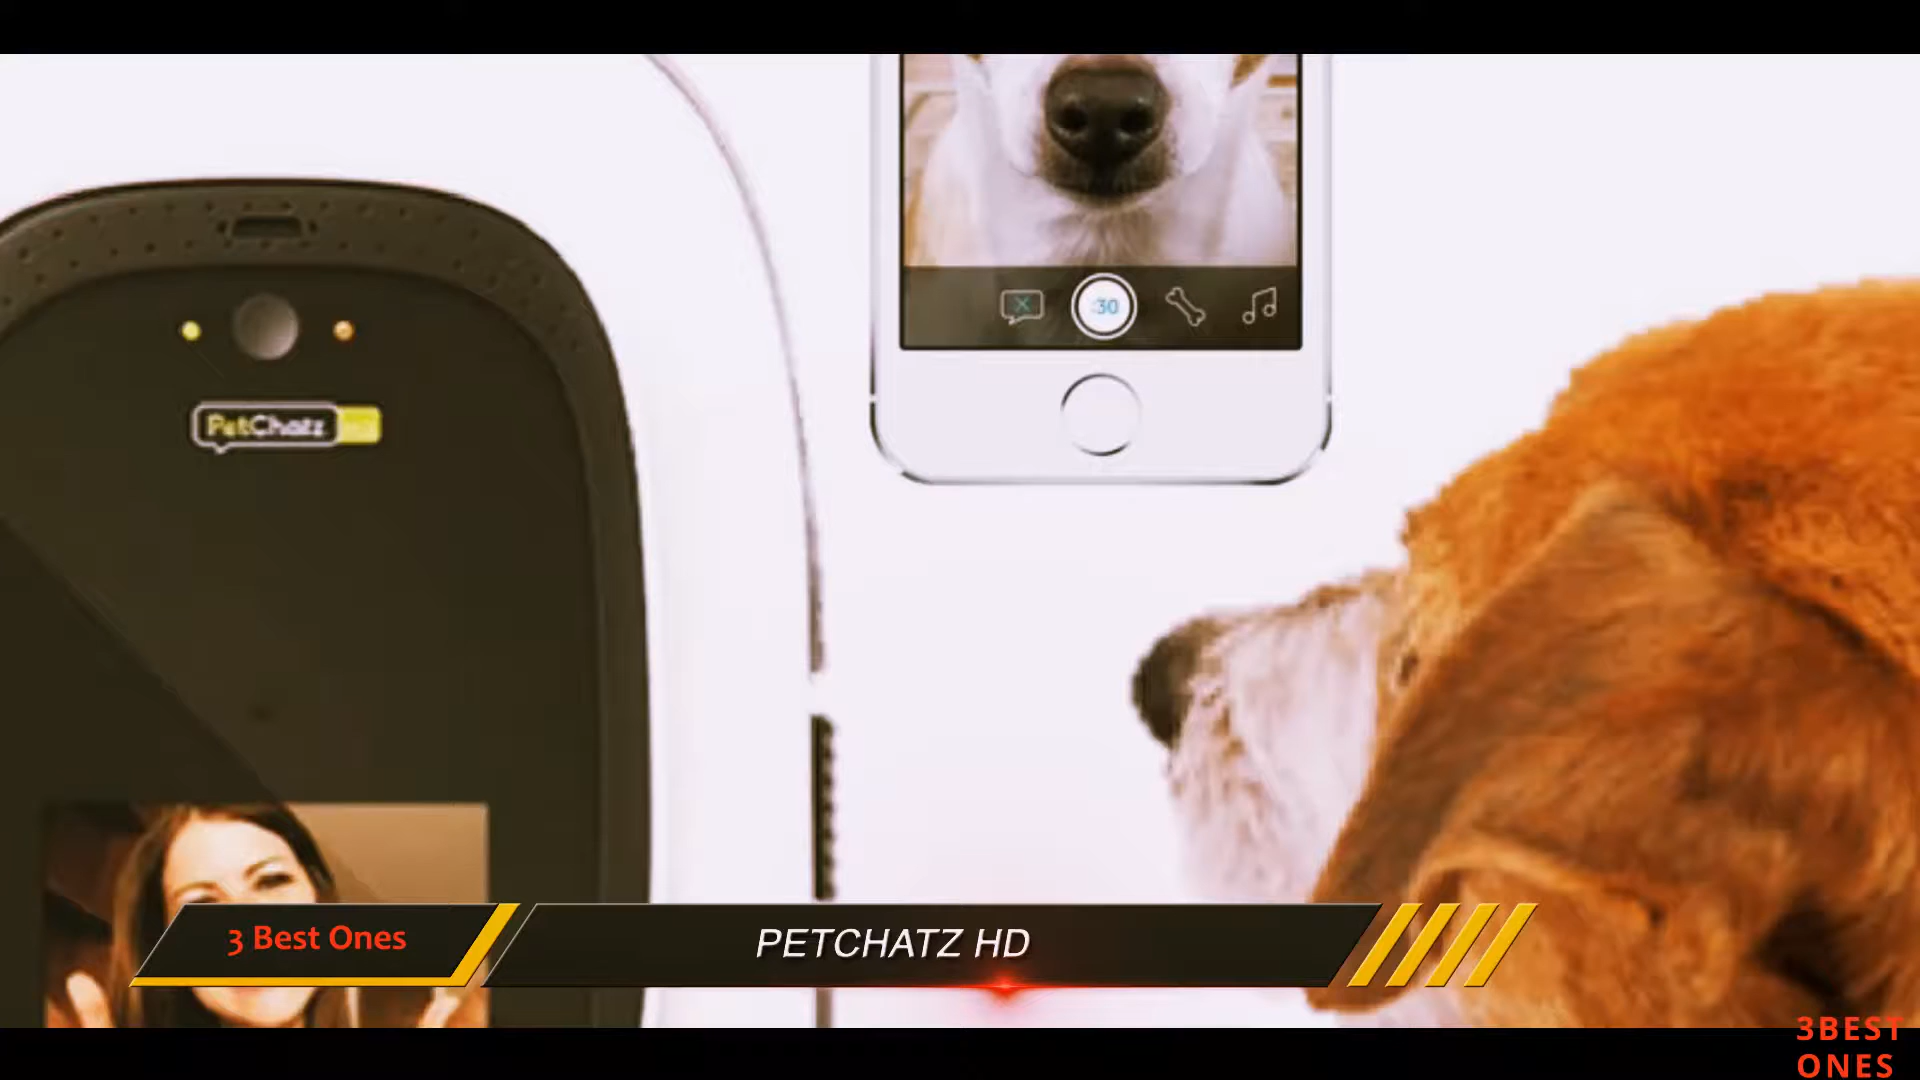 :30
PetChatz
3 Best Ones
PETCHATZ HD
3BEST
ONES